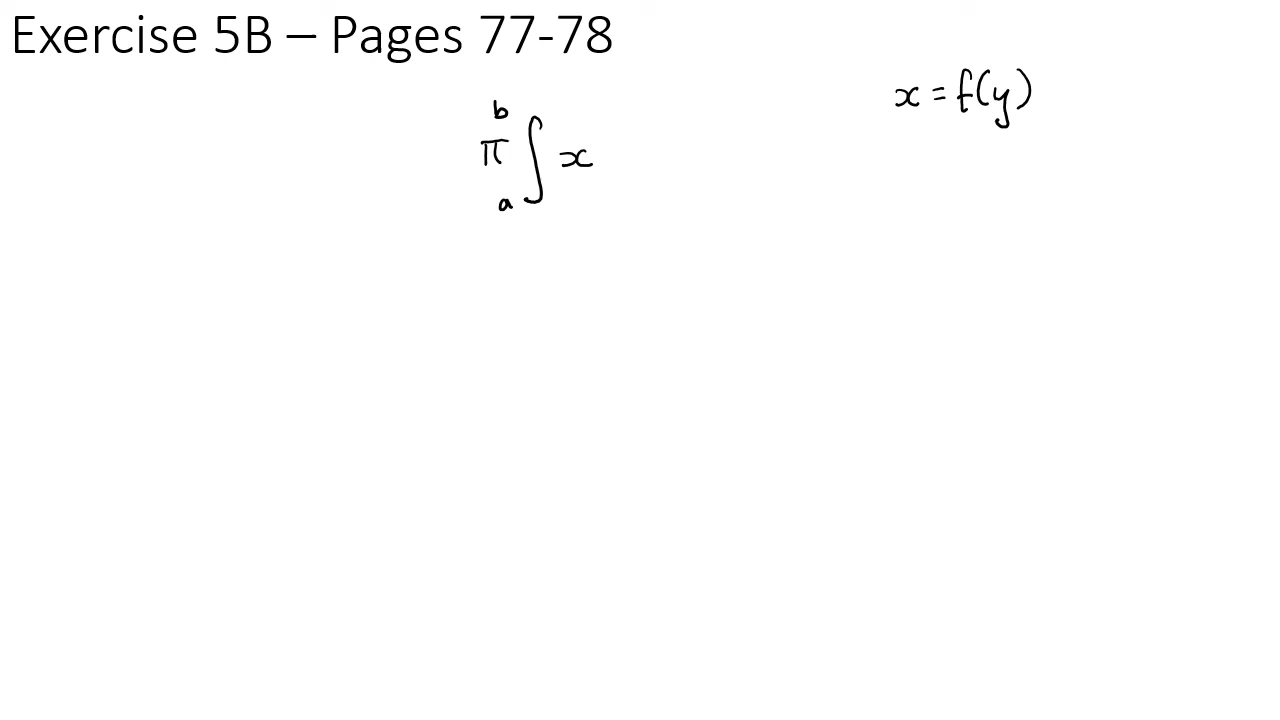 Exercise 5B – Pages 77-78
x = f(y)
b
π ∫ x
a